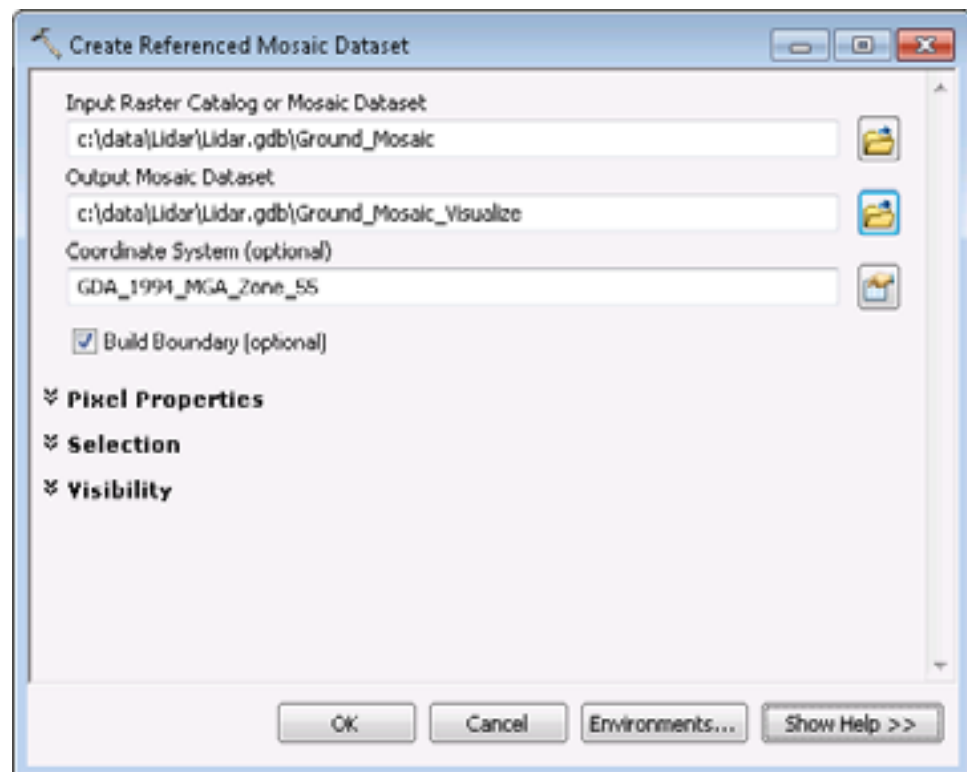 Create Referenced Mosaic Dataset
Input Raster Catalog or Mosaic Dataset
c:\data\Lidar\Lidar.gdb\Ground_Mosaic
Output Mosaic Dataset
c:\data\Lidar\Lidar.gdb\Ground_Mosaic_Visualize
Coordinate System (optional)
GDA_1994_MGA_Zone_55
Build Boundary (optional)
Pixel Properties
Selection
Visibility
OK Cancel Environments... Show Help >>